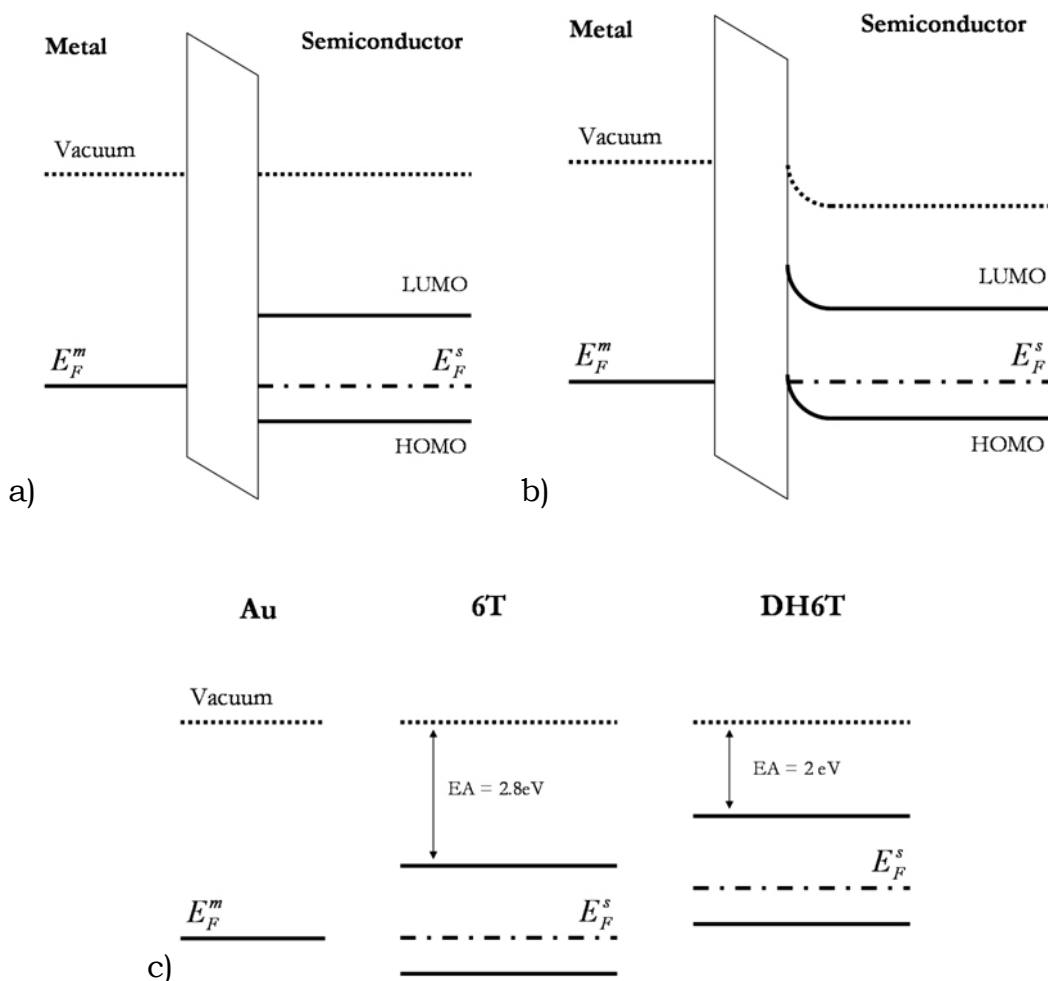 Metal Semiconductor
Vacuum
LUMO
E_F^m E_F^s
HOMO
a)
Metal Semiconductor
Vacuum
LUMO
E_F^m E_F^s
HOMO
b)
Au 6T DH6T
Vacuum
EA = 2.8eV EA = 2 eV
E_F^s
E_F^m E_F^s
c)